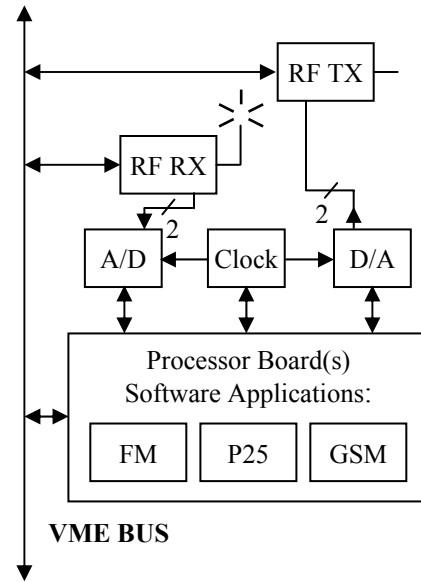 RF TX
RF RX
2
2
A/D
Clock
D/A
Processor Board(s)
Software Applications:
FM
P25
GSM
VME BUS